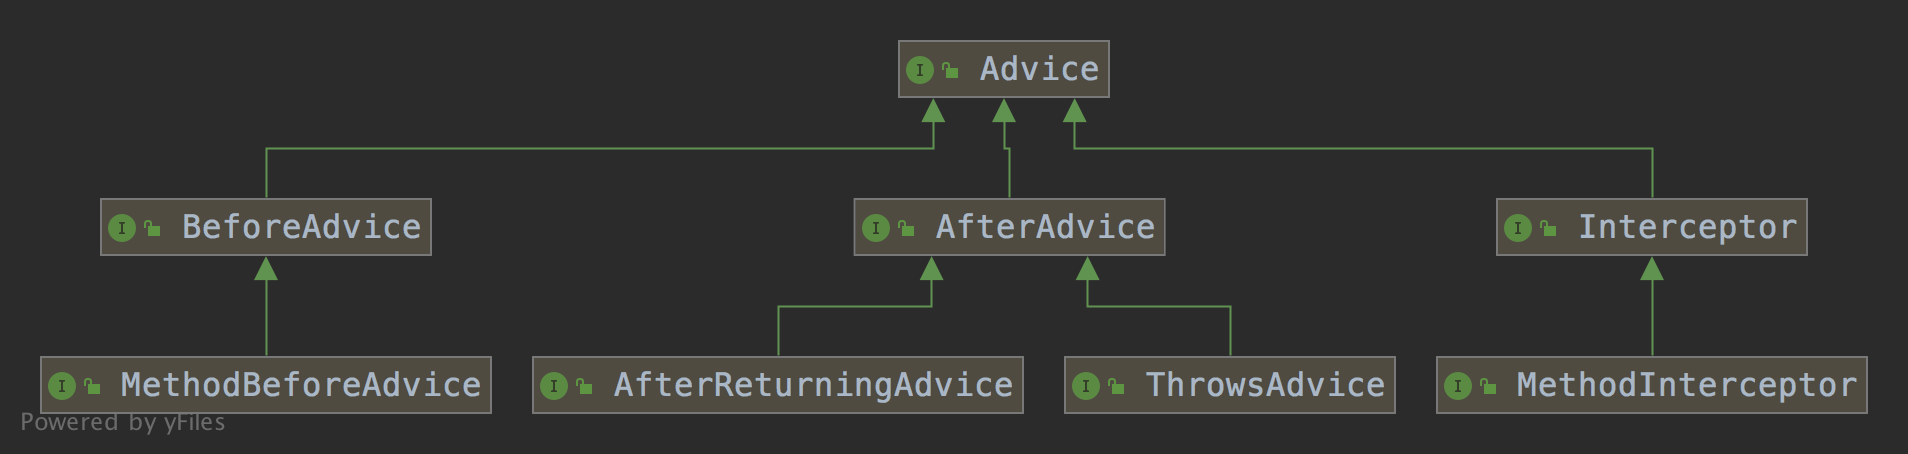 Advice
BeforeAdvice
AfterAdvice
Interceptor
MethodBeforeAdvice
AfterReturningAdvice
ThrowsAdvice
MethodInterceptor
Powered by yFiles